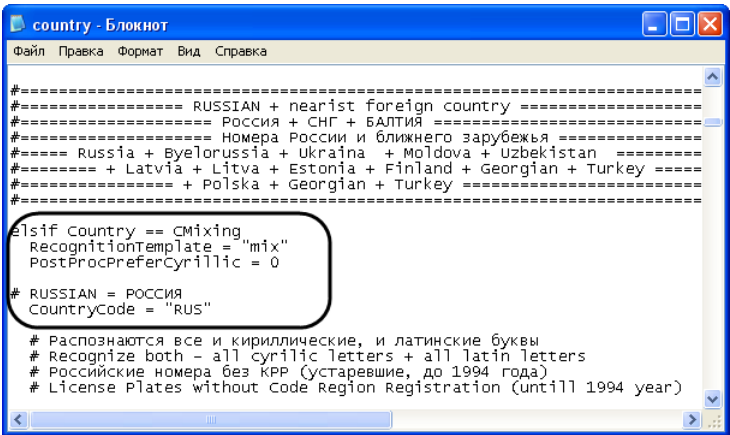 country - Блокнот
Файл Правка Формат Вид Справка
#=======================================================================
#================= RUSSIAN + nearist foreign country ===================
#==================== Россия + СНГ + БАЛТИЯ ============================
#================== Номера России и ближнего зарубежья ===============
#===== Russia + Byelorussia + Ukraina  + Moldova + Uzbekistan  =========
#======== + Latvia + Litva + Estonia + Finland + Georgian + Turkey =====
#================ + Polska + Georgian + Turkey =========================
#=======================================================================
elsif Country == CMixing
RecognitionTemplate = "mix"
PostProcPreferCyrillic = 0
# RUSSIAN = РОССИЯ
CountryCode = "RUS"
# Распознаются все и кириллические, и латинские буквы
# Recognize both - all cyrilic letters + all latin letters
# Российские номера без КРР (устаревшие, до 1994 года)
# License Plates without Code Region Registration (untill 1994 year)